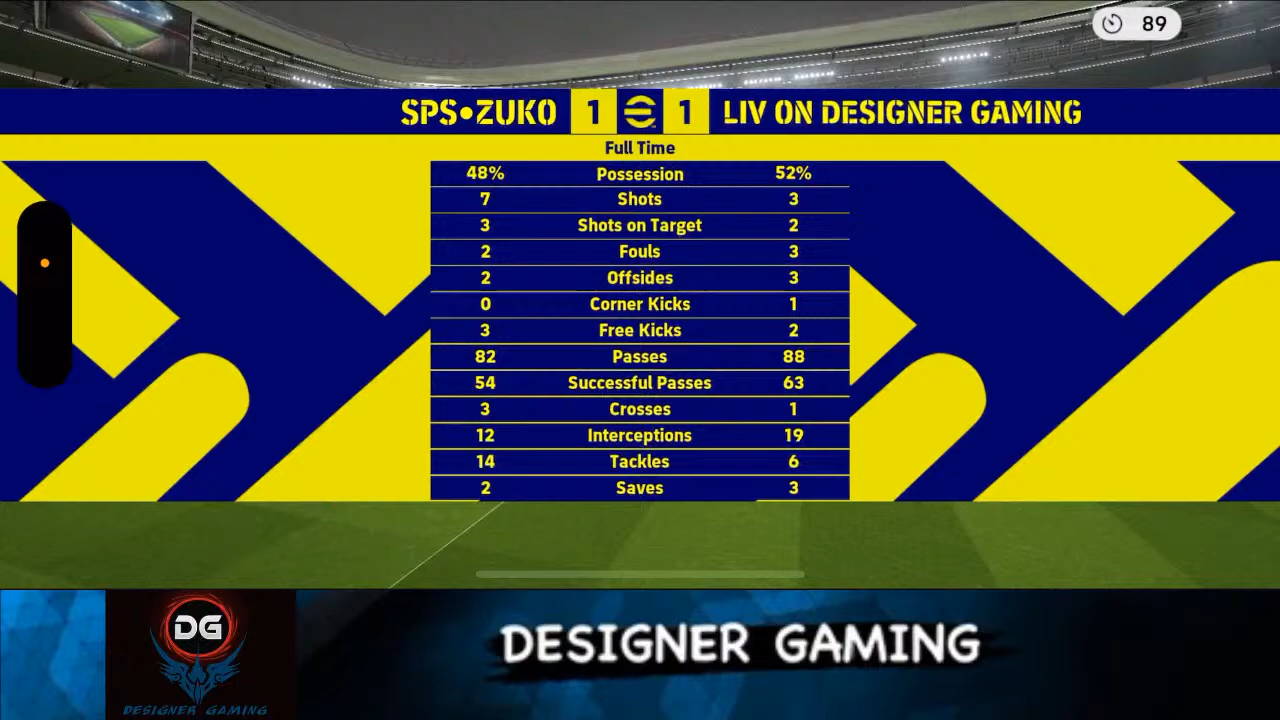 89
SPS•ZUKO 1 1 LIV ON DESIGNER GAMING
Full Time
48% Possession 52%
7 Shots 3
3 Shots on Target 2
2 Fouls 3
2 Offsides 3
0 Corner Kicks 1
3 Free Kicks 2
82 Passes 88
54 Successful Passes 63
3 Crosses 1
12 Interceptions 19
14 Tackles 6
2 Saves 3
DG
DESIGNER GAMING
DESIGNER GAMING